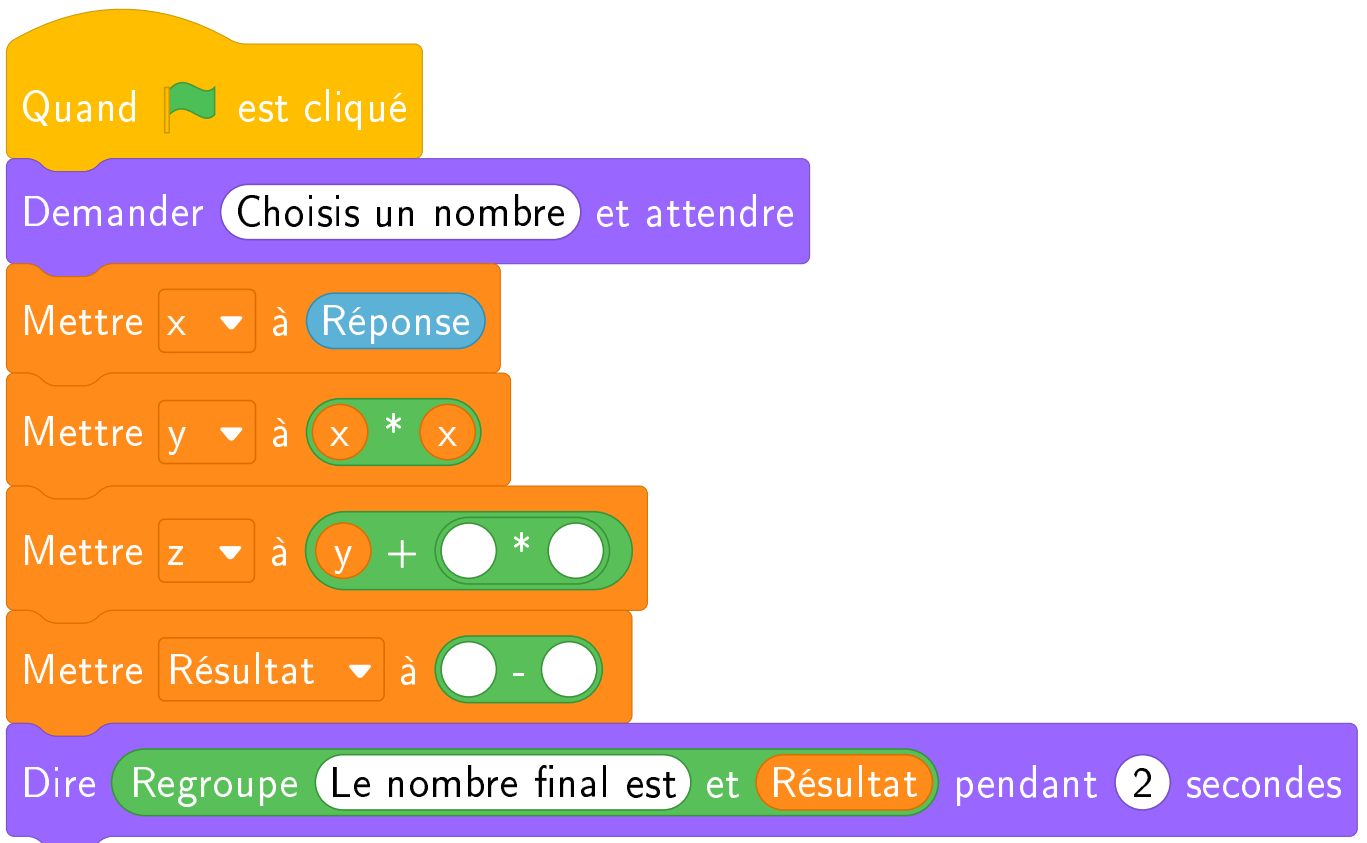 Quand est cliqué
Demander Choisis un nombre et attendre
Mettre x à Réponse
Mettre y à x * x
Mettre z à y + *
Mettre Résultat à -
Dire Regroupe Le nombre final est et Résultat pendant 2 secondes